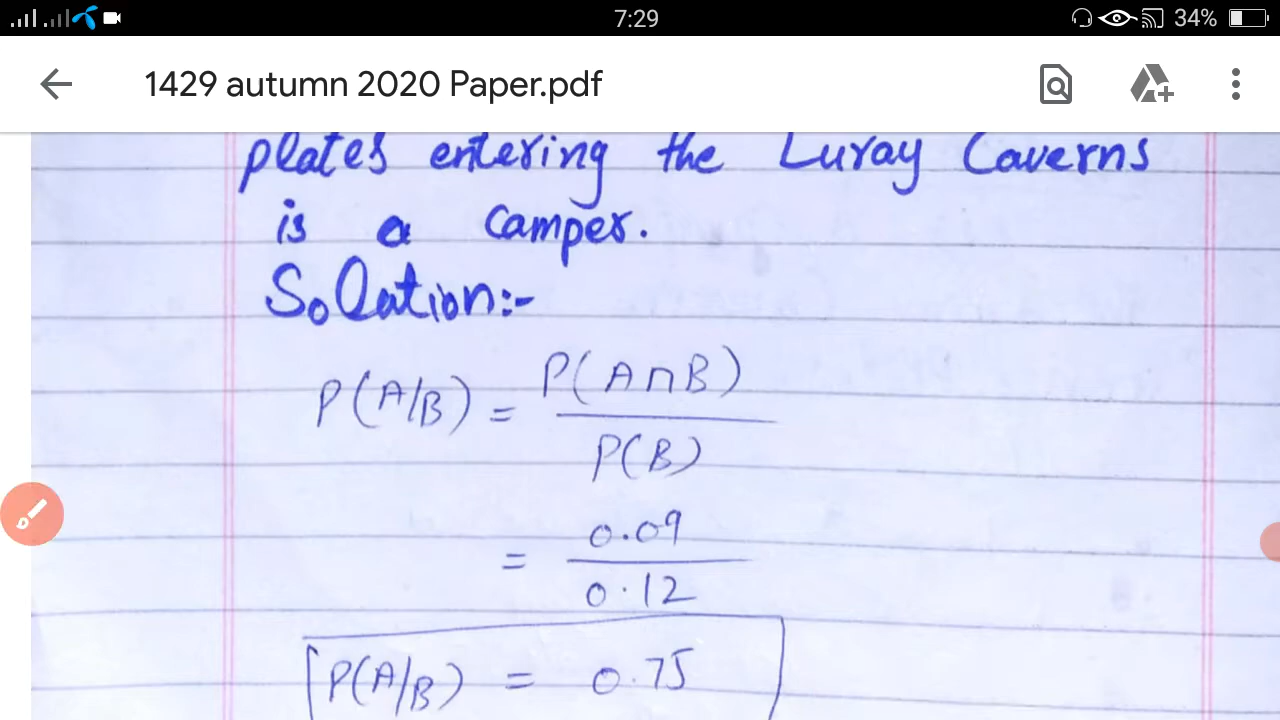 7:29
34%
1429 autumn 2020 Paper.pdf
plates entering the Luray Caverns
is a camper.
Solution:-
P(A/B) = P(A∩B)
P(B)
= 0.09
0.12
P(A/B) = 0.75